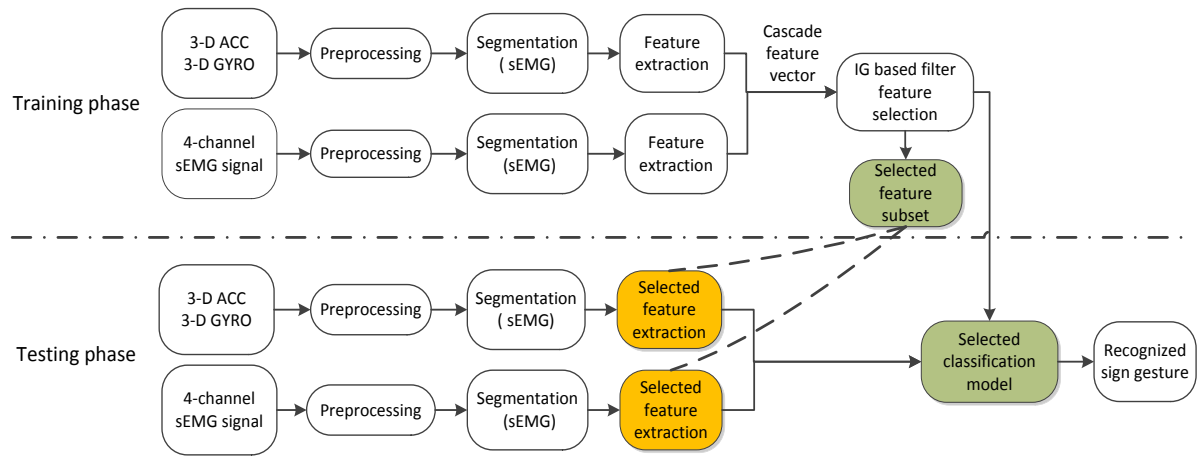 Training phase
3-D ACC
3-D GYRO
Preprocessing
Segmentation
( sEMG)
Feature
extraction
Cascade
feature
vector
IG based filter
feature
selection
4-channel
sEMG signal
Preprocessing
Segmentation
(sEMG)
Feature
extraction
Selected
feature
subset
Testing phase
3-D ACC
3-D GYRO
Preprocessing
Segmentation
( sEMG)
Selected
feature
extraction
4-channel
sEMG signal
Preprocessing
Segmentation
(sEMG)
Selected
feature
extraction
Selected
classification
model
Recognized
sign gesture